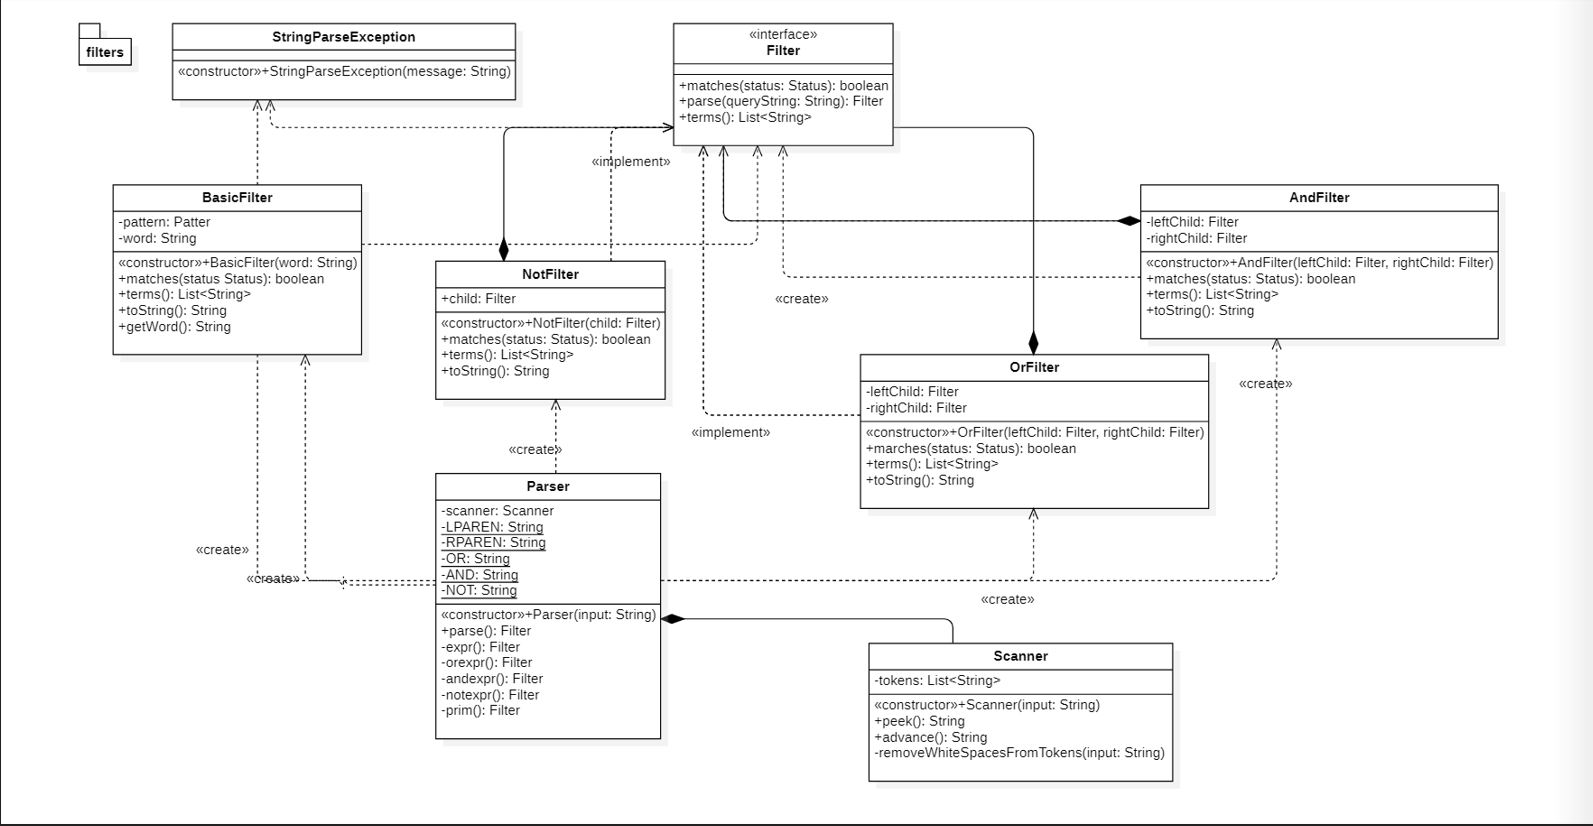 filters
StringParseException
«constructor»+StringParseException(message: String)
«interface»
Filter
+matches(status: Status): boolean
+parse(queryString: String): Filter
+terms(): List<String>
«implement»
BasicFilter
-pattern: Patter
-word: String
«constructor»+BasicFilter(word: String)
+matches(status Status): boolean
+terms(): List<String>
+toString(): String
+getWord(): String
NotFilter
+child: Filter
«constructor»+NotFilter(child: Filter)
+matches(status: Status): boolean
+terms(): List<String>
+toString(): String
AndFilter
-leftChild: Filter
-rightChild: Filter
«constructor»+AndFilter(leftChild: Filter, rightChild: Filter)
+matches(status: Status): boolean
+terms(): List<String>
+toString(): String
«create»
OrFilter
-leftChild: Filter
-rightChild: Filter
«constructor»+OrFilter(leftChild: Filter, rightChild: Filter)
+marches(status: Status): boolean
+terms(): List<String>
+toString(): String
«create»
«implement»
«create»
Parser
-scanner: Scanner
-LPAREN: String
-RPAREN: String
-OR: String
-AND: String
-NOT: String
«constructor»+Parser(input: String)
+parse(): Filter
-expr(): Filter
-orexpr(): Filter
-andexpr(): Filter
-notexpr(): Filter
-prim(): Filter
«create»
«create»
«create»
Scanner
-tokens: List<String>
«constructor»+Scanner(input: String)
+peek(): String
+advance(): String
-removeWhiteSpacesFromTokens(input: String)